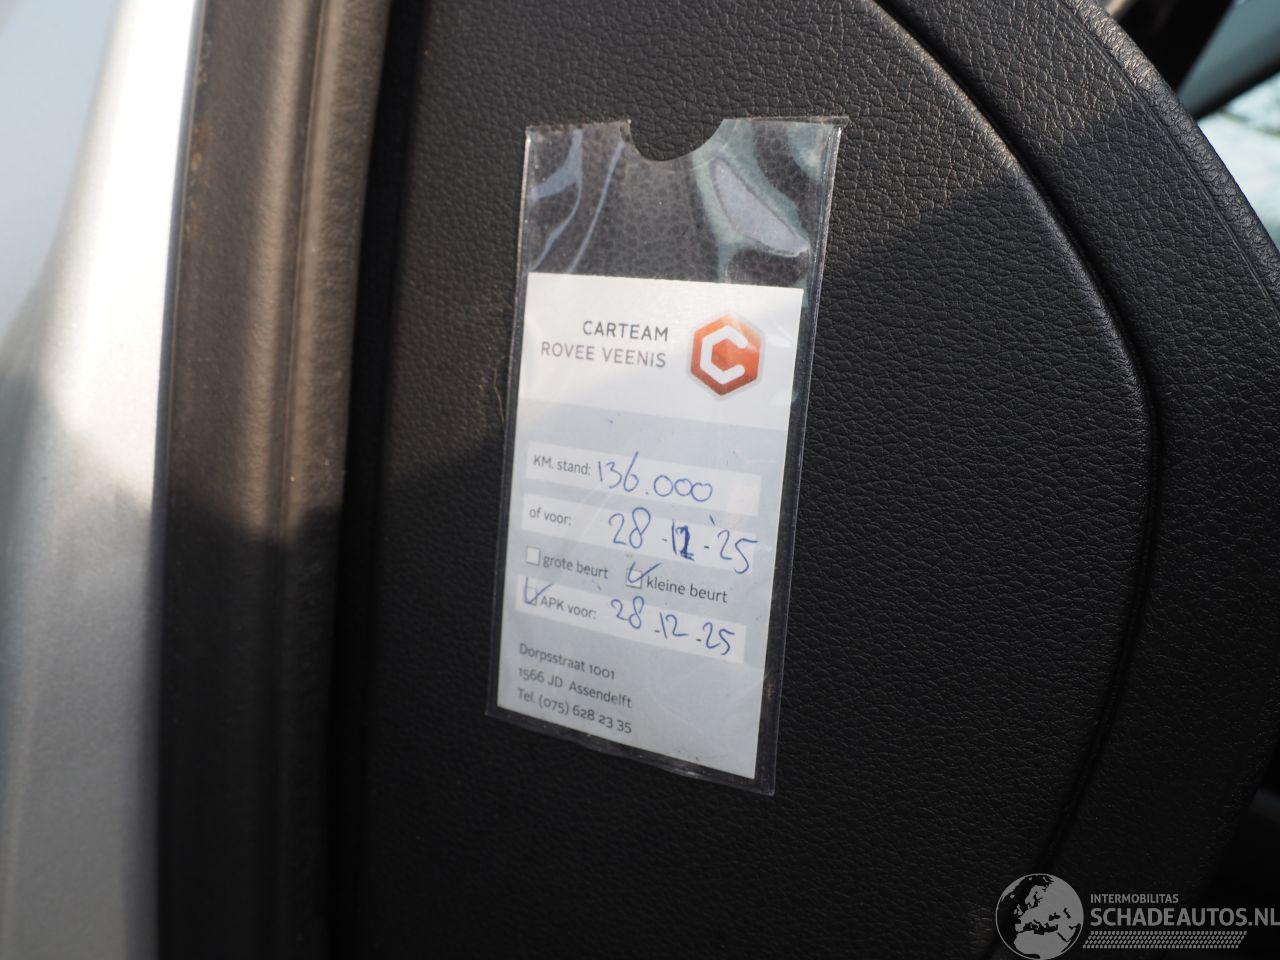 CARTEAM
ROVEE VEENIS
KM. stand: 136.000
of voor: 28-12-'25
grote beurt kleine beurt
APK voor: 28-12-25
Dorpsstraat 1001
1566 JD Assendelft
Tel. (075) 628 23 35
INTERMOBILITAS
SCHADEAUTOS.NL